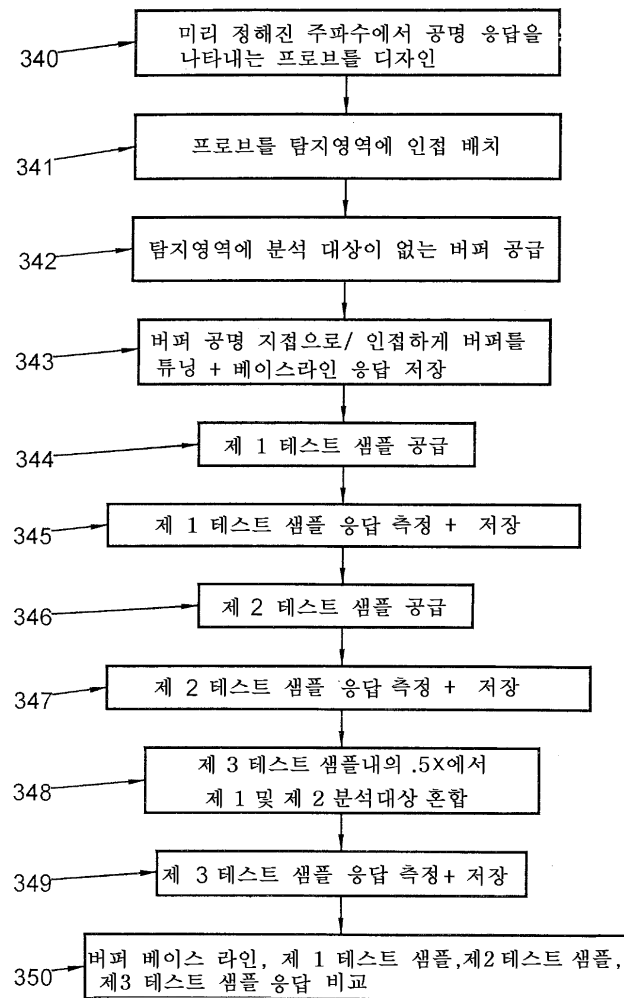 340
미리 정해진 주파수에서 공명 응답을
나타내는 프로브를 디자인
341
프로브를 탐지영역에 인접 배치
342
탐지영역에 분석 대상이 없는 버퍼 공급
343
버퍼 공명 지점으로/ 인접하게 버퍼를
튜닝 + 베이스라인 응답 저장
344
제 1 테스트 샘플 공급
345
제 1 테스트 샘플 응답 측정 + 저장
346
제 2 테스트 샘플 공급
347
제 2 테스트 샘플 응답 측정 + 저장
348
제 3 테스트 샘플내의 .5X에서
제 1 및 제 2 분석대상 혼합
349
제 3 테스트 샘플 응답 측정+ 저장
350
버퍼 베이스 라인, 제 1 테스트 샘플,제2 테스트 샘플,
제3 테스트 샘플 응답 비교